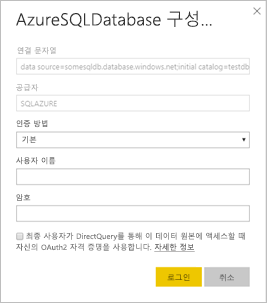 AzureSQLDatabase 구성...
연결 문자열
data source=somesqldb.database.windows.net;initial catalog=testdb
공급자
SQLAZURE
인증 방법
기본
사용자 이름
암호
최종 사용자가 DirectQuery를 통해 이 데이터 원본에 액세스할 때
자신의 OAuth2 자격 증명을 사용합니다. 자세한 정보
로그인
취소